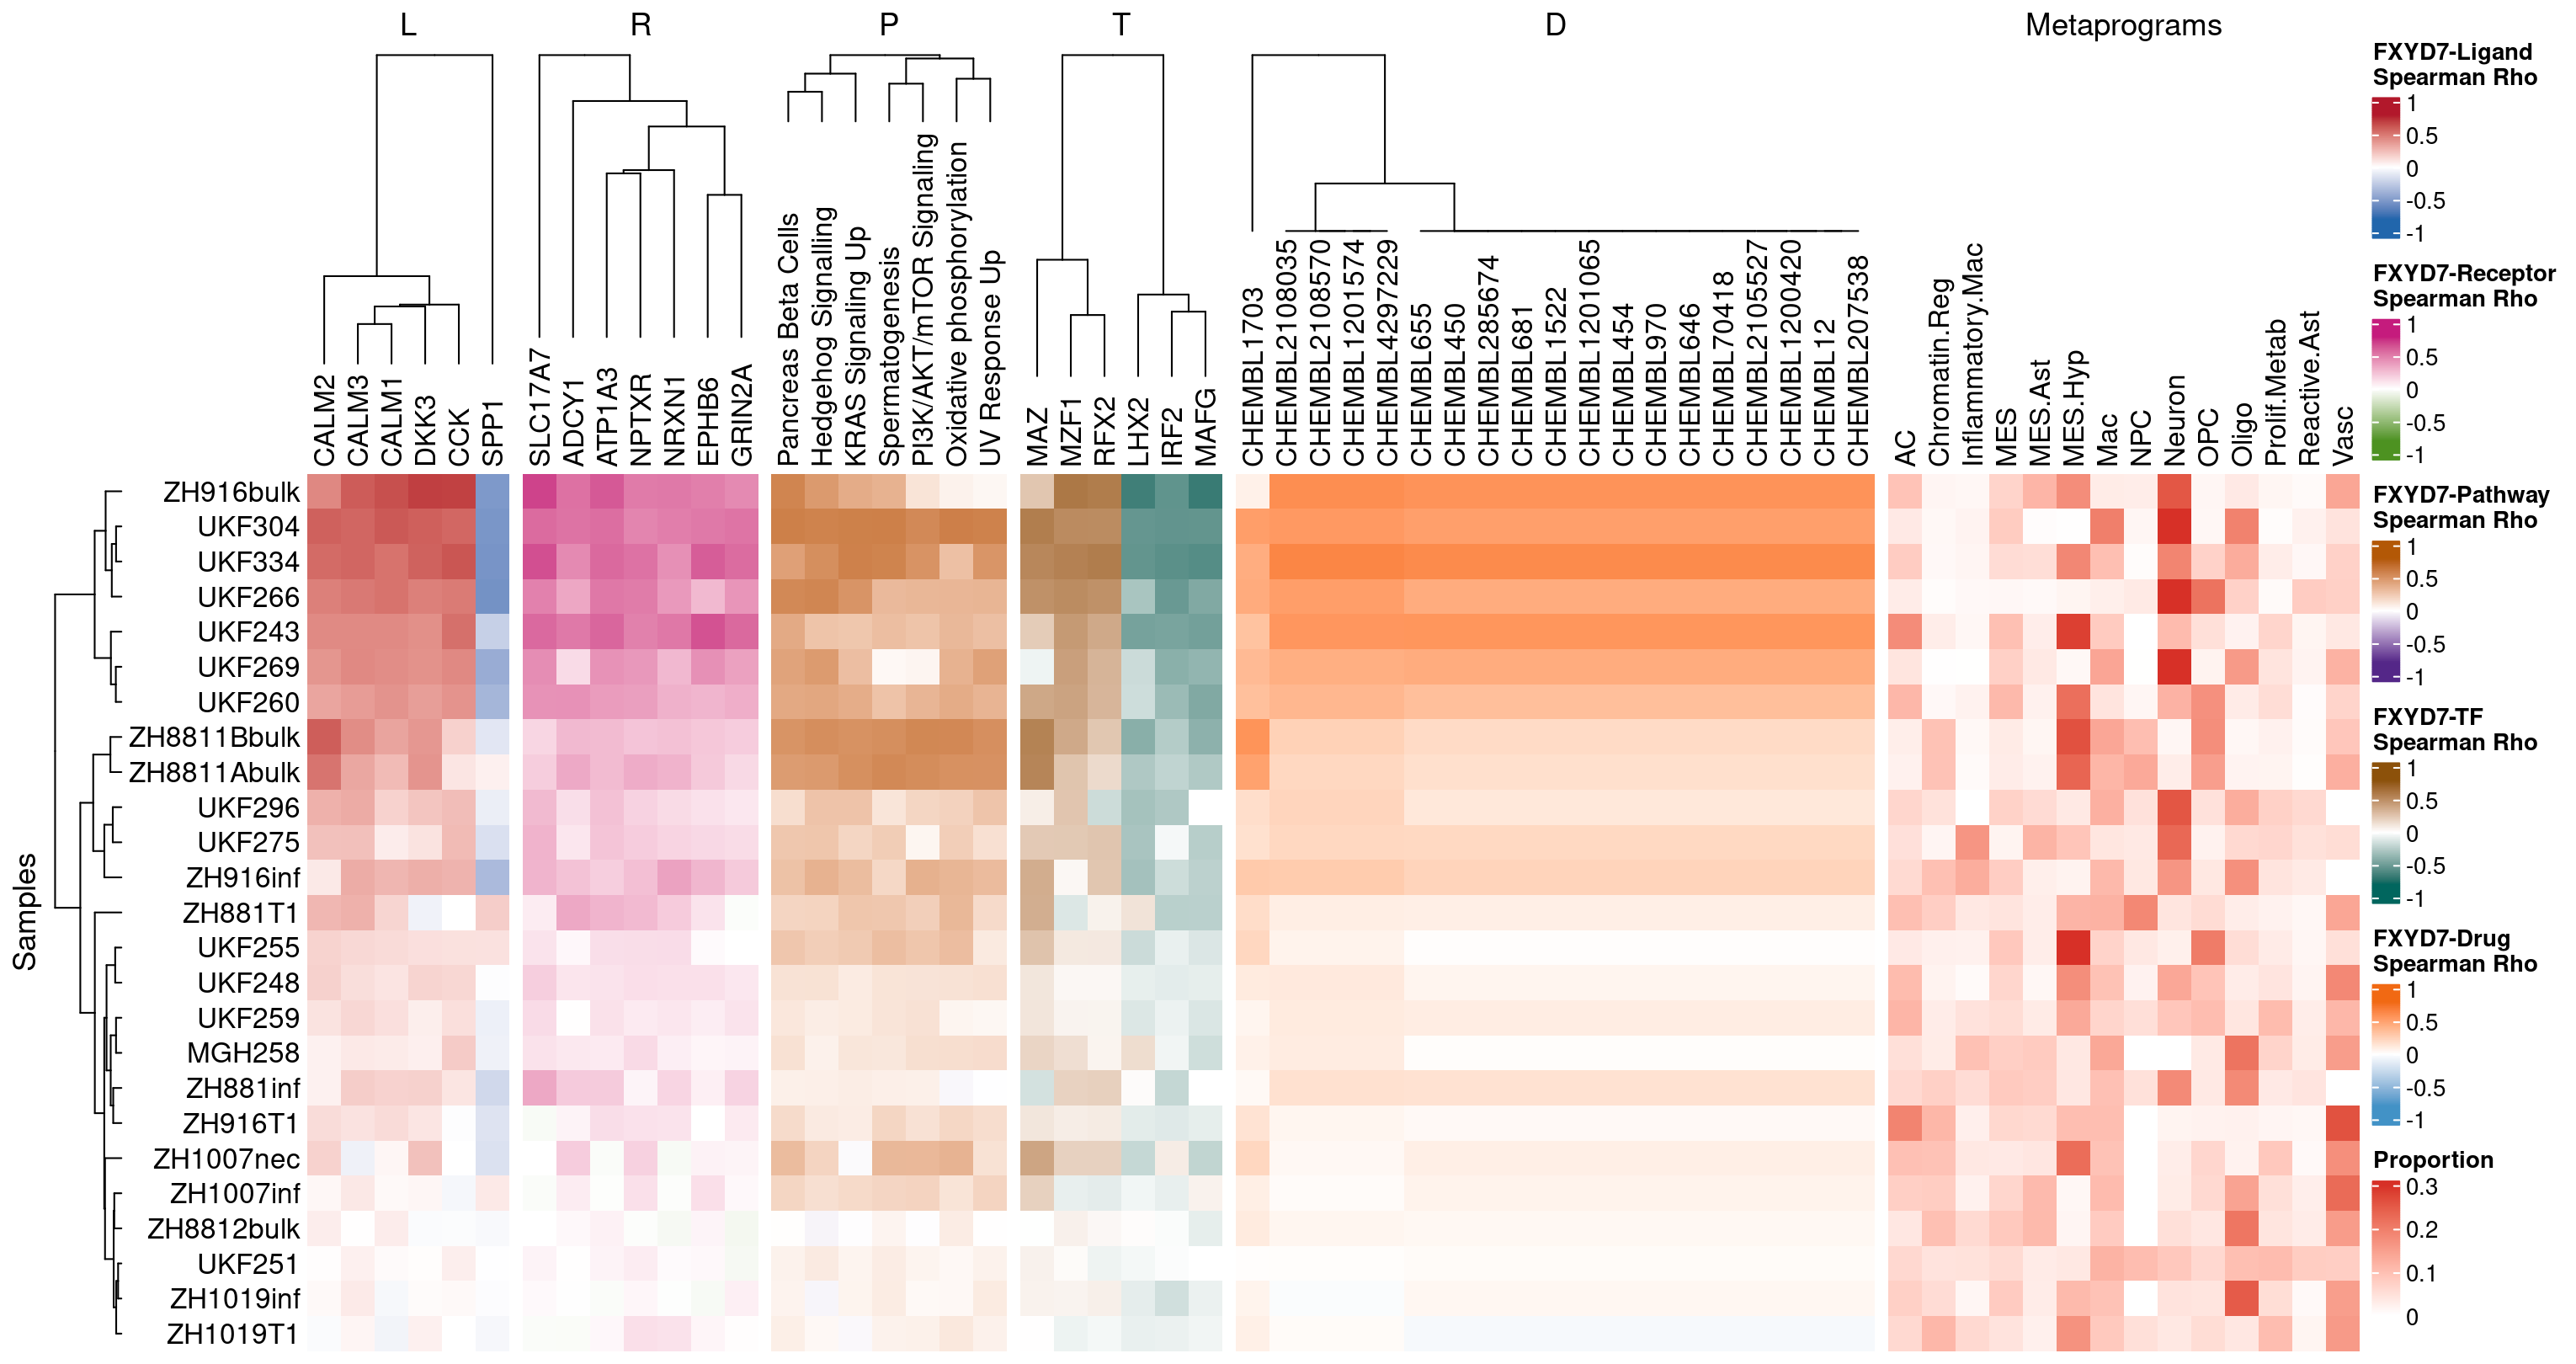 L
R
P
T
D
Metaprograms
CALM2
CALM3
CALM1
DKK3
CCK
SPP1
SLC17A7
ADCY1
ATP1A3
NPTXR
NRXN1
EPHB6
GRIN2A
Pancreas Beta Cells
Hedgehog Signalling
KRAS Signaling Up
Spermatogenesis
PI3K/AKT/mTOR Signaling
Oxidative phosphorylation
UV Response Up
MAZ
MZF1
RFX2
LHX2
IRF2
MAFG
CHEMBL1703
CHEMBL2108035
CHEMBL2108570
CHEMBL1201574
CHEMBL4297229
CHEMBL655
CHEMBL450
CHEMBL285674
CHEMBL681
CHEMBL1522
CHEMBL1201065
CHEMBL454
CHEMBL970
CHEMBL646
CHEMBL70418
CHEMBL2105527
CHEMBL1200420
CHEMBL12
CHEMBL207538
AC
Chromatin.Reg
Inflammatory.Mac
MES
MES.Ast
MES.Hyp
Mac
NPC
Neuron
OPC
Oligo
Prolif.Metab
Reactive.Ast
Vasc
Samples
ZH916bulk
UKF304
UKF334
UKF266
UKF243
UKF269
UKF260
ZH8811Bbulk
ZH8811Abulk
UKF296
UKF275
ZH916inf
ZH881T1
UKF255
UKF248
UKF259
MGH258
ZH881inf
ZH916T1
ZH1007nec
ZH1007inf
ZH8812bulk
UKF251
ZH1019inf
ZH1019T1
FXYD7-Ligand
Spearman Rho
1
0.5
0
-0.5
-1
FXYD7-Receptor
Spearman Rho
1
0.5
0
-0.5
-1
FXYD7-Pathway
Spearman Rho
1
0.5
0
-0.5
-1
FXYD7-TF
Spearman Rho
1
0.5
0
-0.5
-1
FXYD7-Drug
Spearman Rho
1
0.5
0
-0.5
-1
Proportion
0.3
0.2
0.1
0